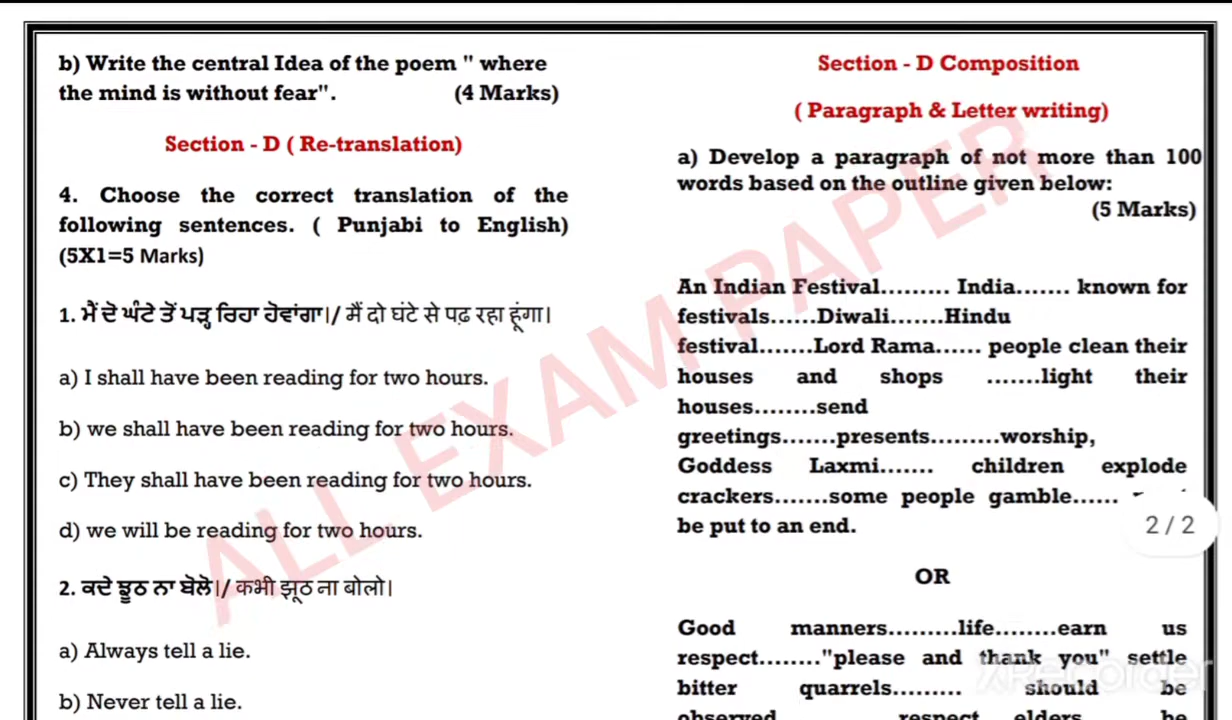 b) Write the central Idea of the poem " where
the mind is without fear". (4 Marks)
Section - D ( Re-translation)
4. Choose the correct translation of the
following sentences. ( Punjabi to English)
(5X1=5 Marks)
1. ਮੈਂ ਦੋ ਘੰਟੇ ਤੋਂ ਪੜ੍ਹ ਰਿਹਾ ਹੋਵਾਂਗਾ।/ मैं दो घंटे से पढ़ रहा हूंगा।
a) I shall have been reading for two hours.
b) we shall have been reading for two hours.
c) They shall have been reading for two hours.
d) we will be reading for two hours.
2. ਕਦੇ ਝੂਠ ਨਾ ਬੋਲੋ।/ कभी झूठ ना बोलो।
a) Always tell a lie.
b) Never tell a lie.
Section - D Composition
( Paragraph & Letter writing)
a) Develop a paragraph of not more than 100
words based on the outline given below:
(5 Marks)
An Indian Festival......... India....... known for
festivals......Diwali.......Hindu
festival.......Lord Rama...... people clean their
houses and shops .......light their
houses........send
greetings.......presents.........worship,
Goddess Laxmi....... children explode
crackers.......some people gamble......
be put to an end.
2 / 2
OR
Good manners.........life........earn us
respect........"please and thank you" settle
bitter quarrels......... should be
observed respect elders be
ALL EXAM PAPER
XRecorder